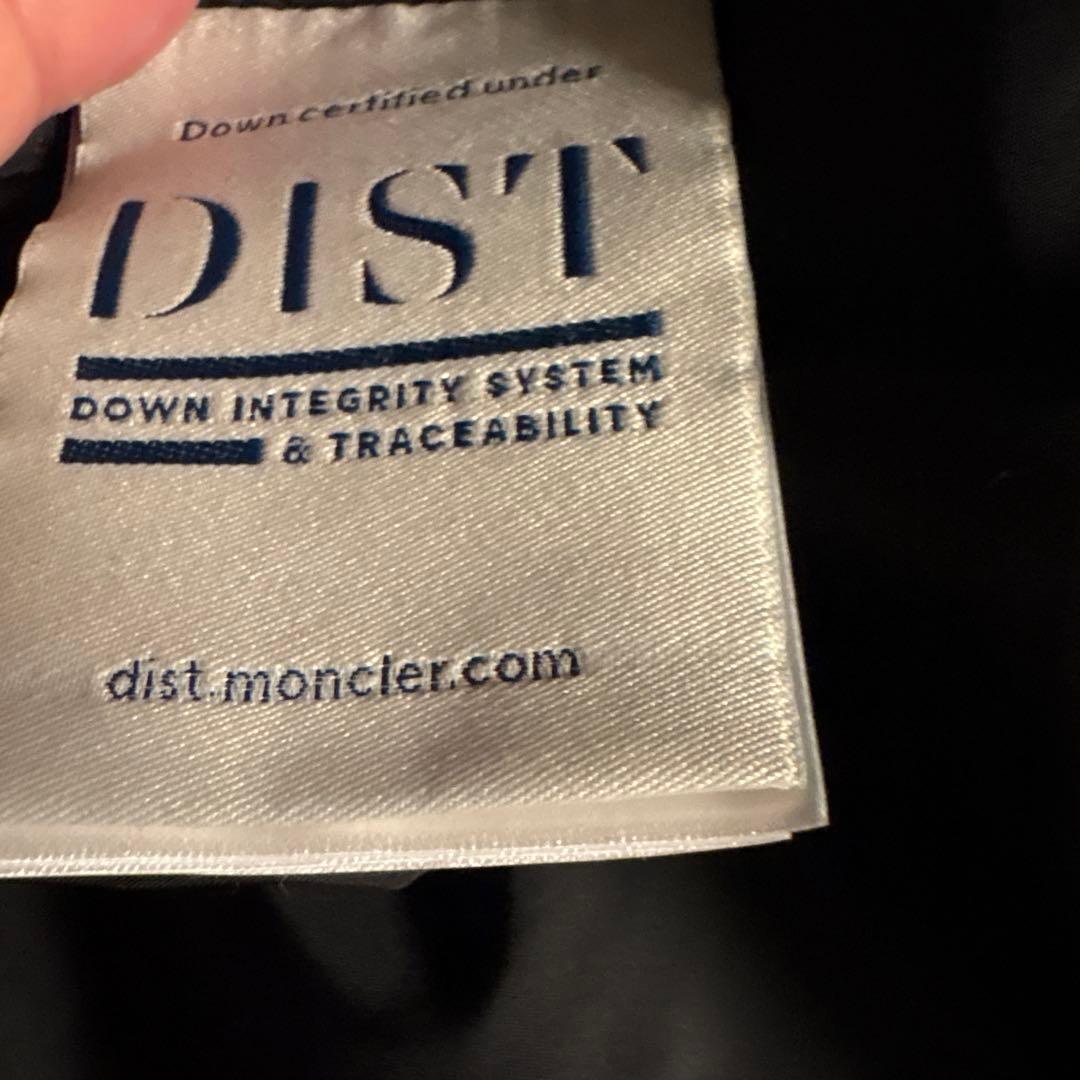 Down certified under
DIST
DOWN INTEGRITY SYSTEM
& TRACEABILITY
dist.moncler.com